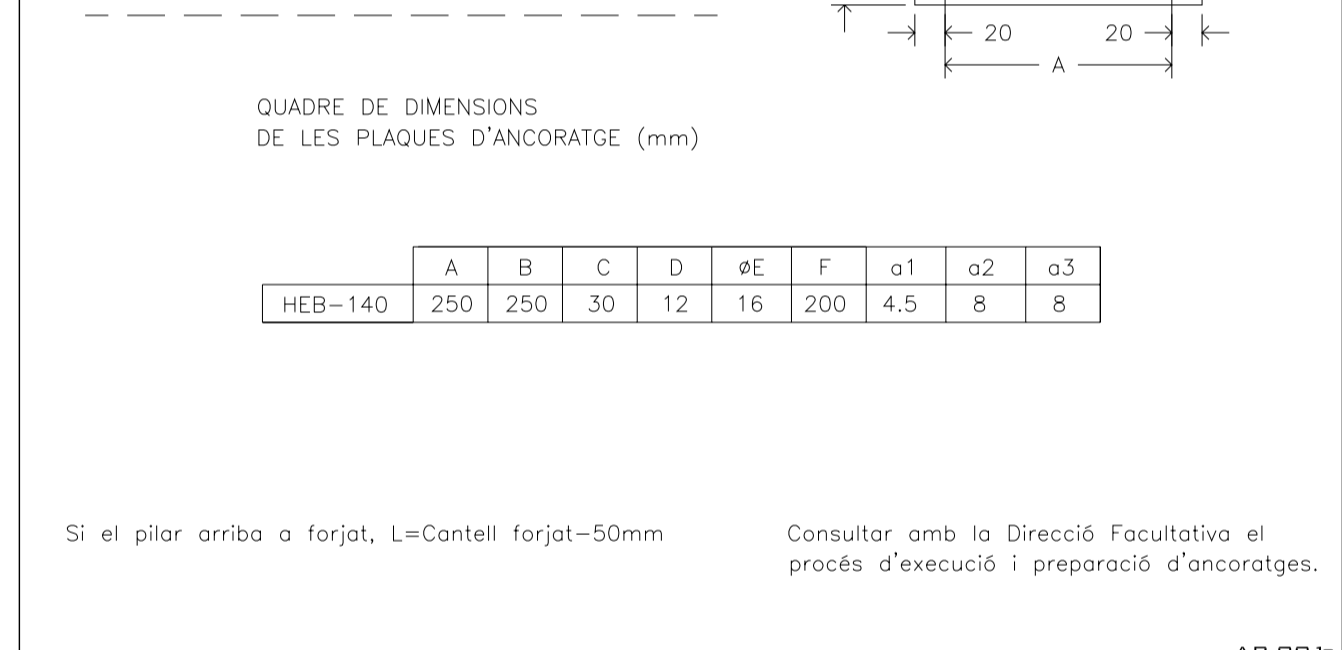 20 20
A
QUADRE DE DIMENSIONS
DE LES PLAQUES D'ANCORATGE (mm)
A B C D øE F a1 a2 a3
HEB-140 250 250 30 12 16 200 4.5 8 8
Si el pilar arriba a forjat, L=Cantell forjat-50mm
Consultar amb la Direcció Facultativa el
procés d'execució i preparació d'ancoratges.